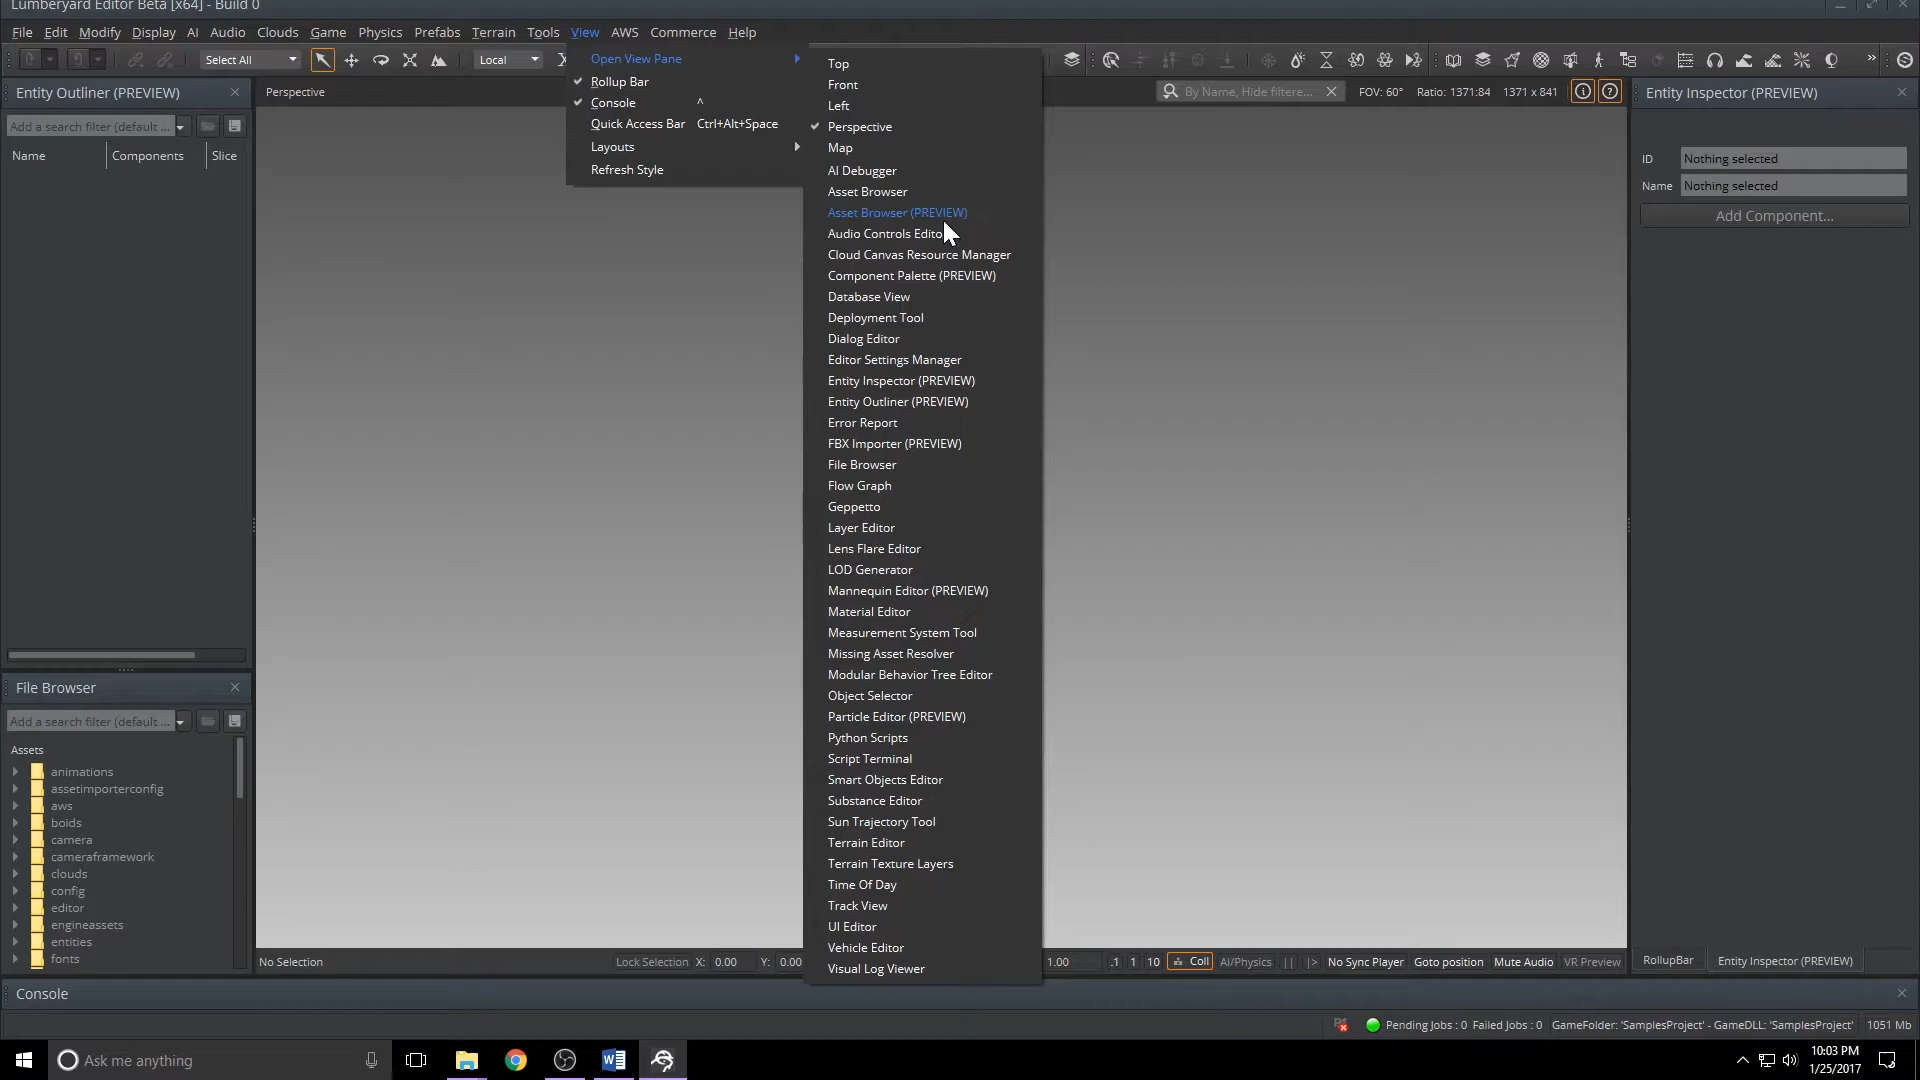 Lumberyard Editor Beta [x64] - Build 0
File Edit Modify Display AI Audio Clouds Game Physics Prefabs Terrain Tools View AWS Commerce Help
Select All
Local
Open View Pane
Rollup Bar
Console ^
Quick Access Bar Ctrl+Alt+Space
Layouts
Refresh Style
Top
Front
Left
Perspective
Map
AI Debugger
Asset Browser
Asset Browser (PREVIEW)
Audio Controls Edito
Cloud Canvas Resource Manager
Component Palette (PREVIEW)
Database View
Deployment Tool
Dialog Editor
Editor Settings Manager
Entity Inspector (PREVIEW)
Entity Outliner (PREVIEW)
Error Report
FBX Importer (PREVIEW)
File Browser
Flow Graph
Geppetto
Layer Editor
Lens Flare Editor
LOD Generator
Mannequin Editor (PREVIEW)
Material Editor
Measurement System Tool
Missing Asset Resolver
Modular Behavior Tree Editor
Object Selector
Particle Editor (PREVIEW)
Python Scripts
Script Terminal
Smart Objects Editor
Substance Editor
Sun Trajectory Tool
Terrain Editor
Terrain Texture Layers
Time Of Day
Track View
UI Editor
Vehicle Editor
Visual Log Viewer
Entity Outliner (PREVIEW)
Add a search filter (default ...
Name Components Slice
File Browser
Add a search filter (default ...
Assets
animations
assetimporterconfig
aws
boids
camera
cameraframework
clouds
config
editor
engineassets
entities
fonts
Perspective
By Name, Hide filtere... FOV: 60° Ratio: 1371:84 1371 x 841
Entity Inspector (PREVIEW)
ID Nothing selected
Name Nothing selected
Add Component...
No Selection Lock Selection X: 0.00 Y: 0.00 1.00 .1 1 10 Coll AI/Physics || |> No Sync Player Goto position Mute Audio VR Preview
RollupBar Entity Inspector (PREVIEW)
Console
Pending Jobs : 0 Failed Jobs : 0 GameFolder: 'SamplesProject' - GameDLL: 'SamplesProject' 1051 Mb
Ask me anything
10:03 PM
1/25/2017